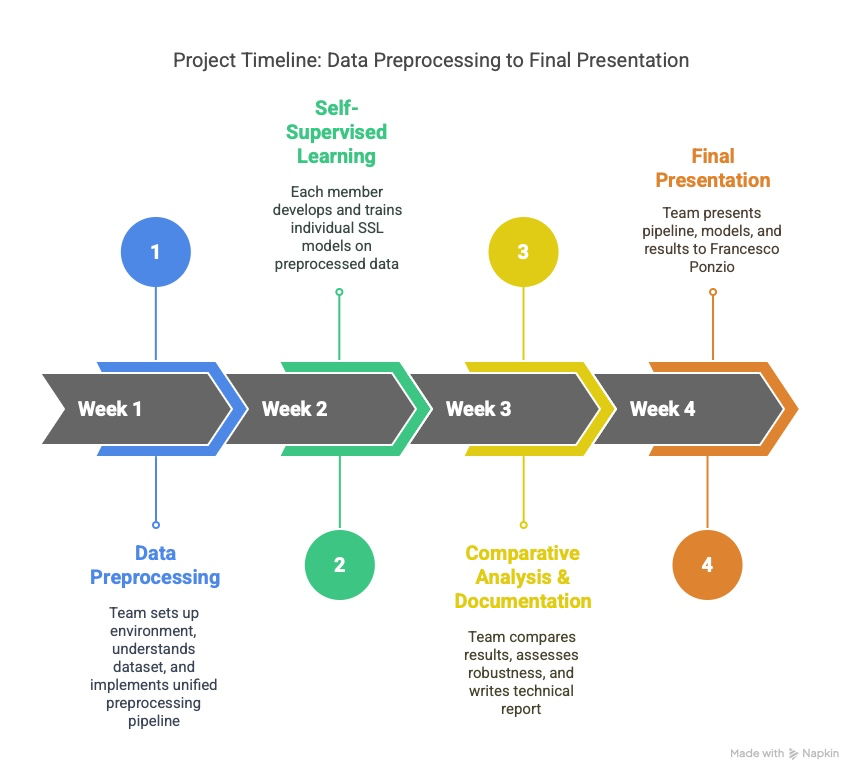 Project Timeline: Data Preprocessing to Final Presentation
Self-
Supervised
Learning
Each member
develops and trains
individual SSL
models on
preprocessed data
Final
Presentation
Team presents
pipeline, models, and
results to Francesco
Ponzio
1
3
Week 1
Week 2
Week 3
Week 4
Data
Preprocessing
Team sets up
environment,
understands
dataset, and
implements unified
preprocessing
pipeline
2
Comparative
Analysis &
Documentation
Team compares
results, assesses
robustness, and
writes technical
report
4
Made with Napkin